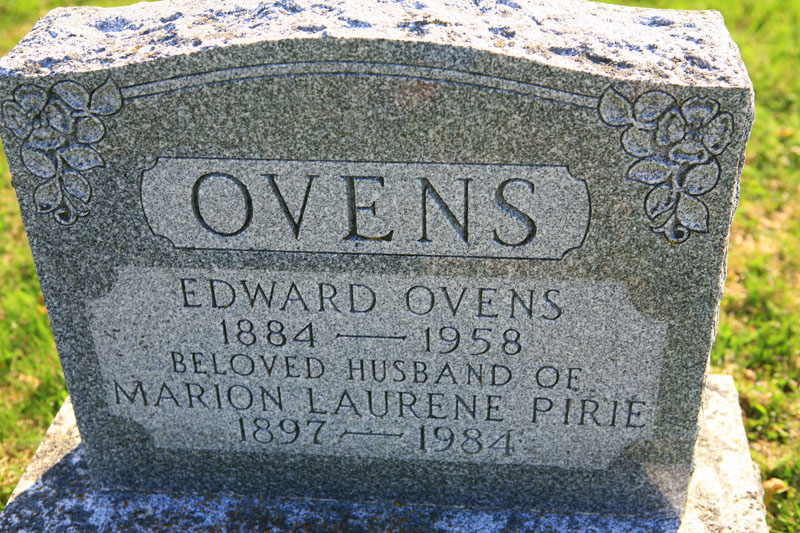 OVENS
EDWARD OVENS
1884 — 1958
BELOVED HUSBAND OF
MARION LAURENE PIRIE
1897 — 1984